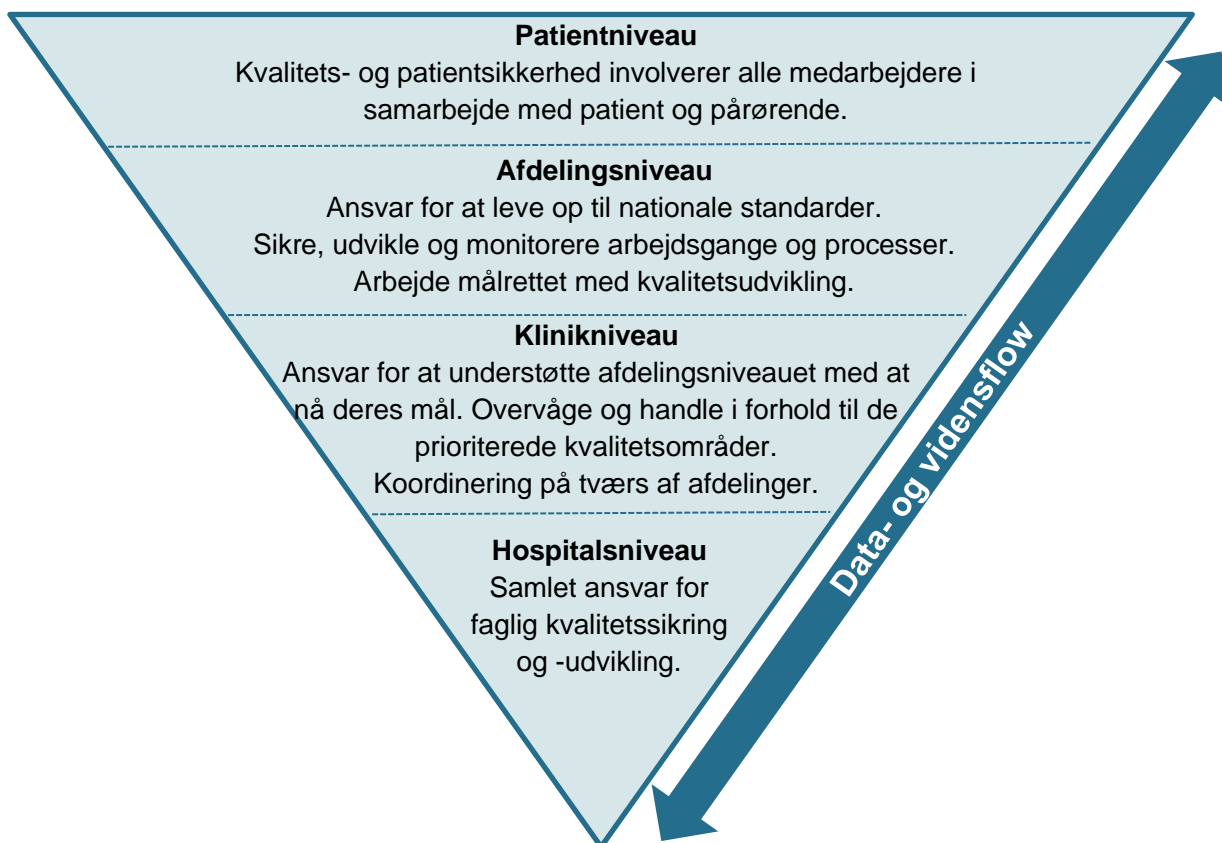 Patientniveau
Kvalitets- og patientsikkerhed involverer alle medarbejdere i
samarbejde med patient og pårørende.
Afdelingsniveau
Ansvar for at leve op til nationale standarder.
Sikre, udvikle og monitorere arbejdsgange og processer.
Arbejde målrettet med kvalitetsudvikling.
Klinikniveau
Ansvar for at understøtte afdelingsniveauet med at
nå deres mål. Overvåge og handle i forhold til de
prioriterede kvalitetsområder.
Koordinering på tværs af afdelinger.
Hospitalsniveau
Samlet ansvar for
faglig kvalitetssikring
og -udvikling.
Data- og vidensflow